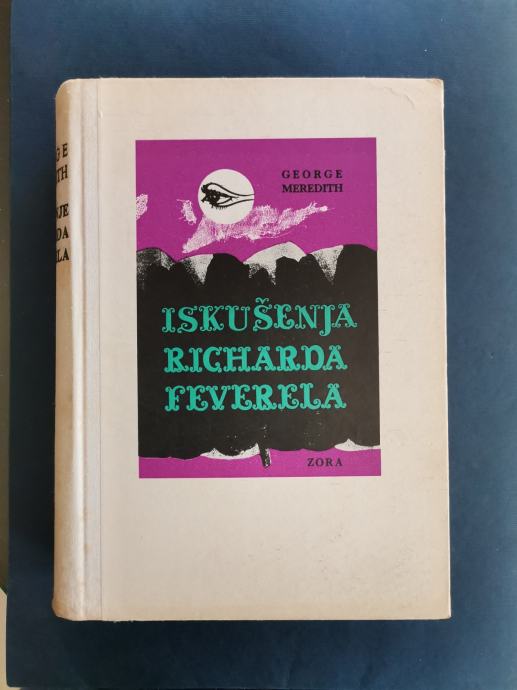 GEORGE
MEREDITH
ISKUŠENJA
RICHARDA
FEVERELA
ZORA